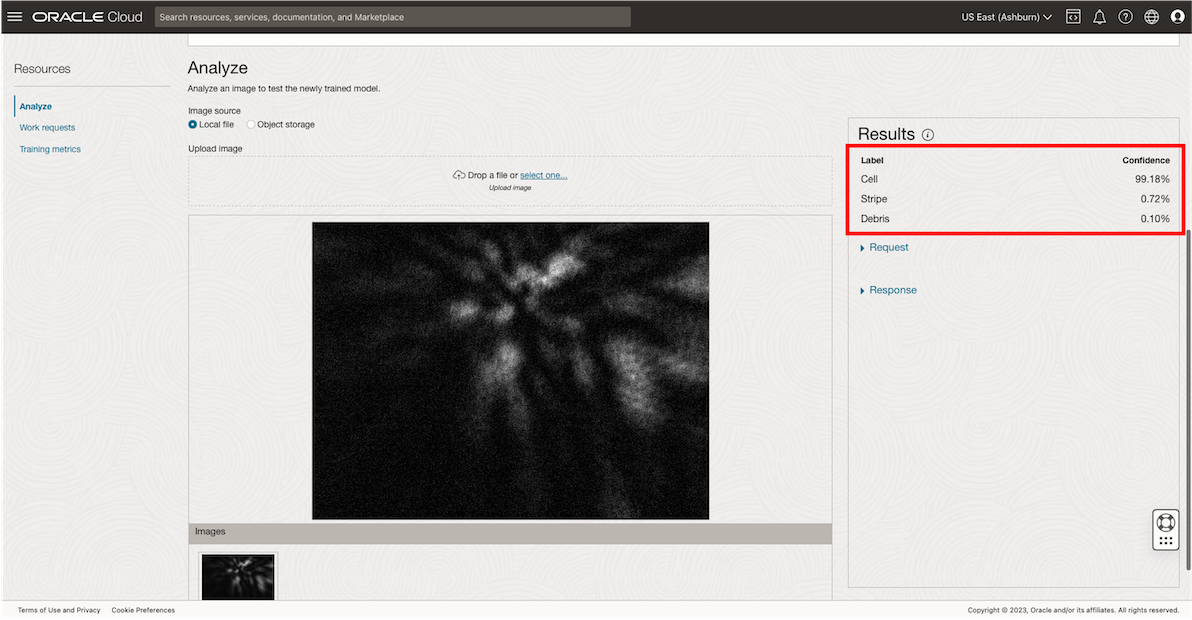 ORACLE Cloud
Search resources, services, documentation, and Marketplace
US East (Ashburn)
Resources
Analyze
Work requests
Training metrics
Analyze
Analyze an image to test the newly trained model.
Image source
Local file Object storage
Upload image
Drop a file or select one...
Upload image
Images
Results
Label Confidence
Cell 99.18%
Stripe 0.72%
Debris 0.10%
Request
Response
Terms of Use and Privacy Cookie Preferences
Copyright © 2023, Oracle and/or its affiliates. All rights reserved.